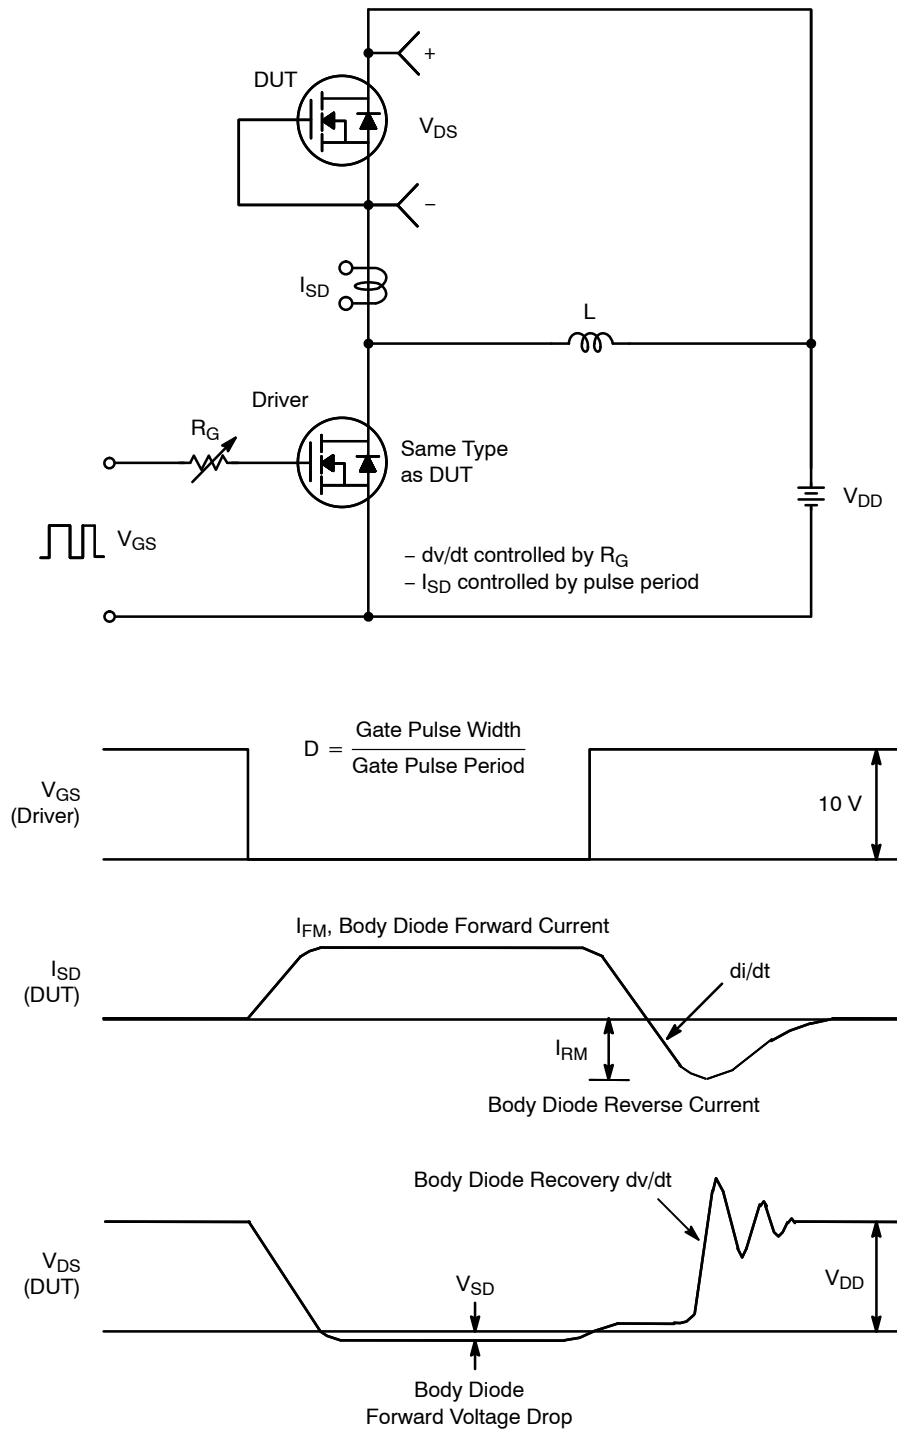 +
DUT
V_DS
−
I_SD
L
Driver
R_G
Same Type
as DUT
V_DD
V_GS
− dv/dt controlled by R_G
− I_SD controlled by pulse period
D = Gate Pulse Width
Gate Pulse Period
V_GS
(Driver)
10 V
I_FM, Body Diode Forward Current
I_SD
(DUT)
di/dt
I_RM
Body Diode Reverse Current
Body Diode Recovery dv/dt
V_DS
(DUT)
V_SD
V_DD
Body Diode
Forward Voltage Drop